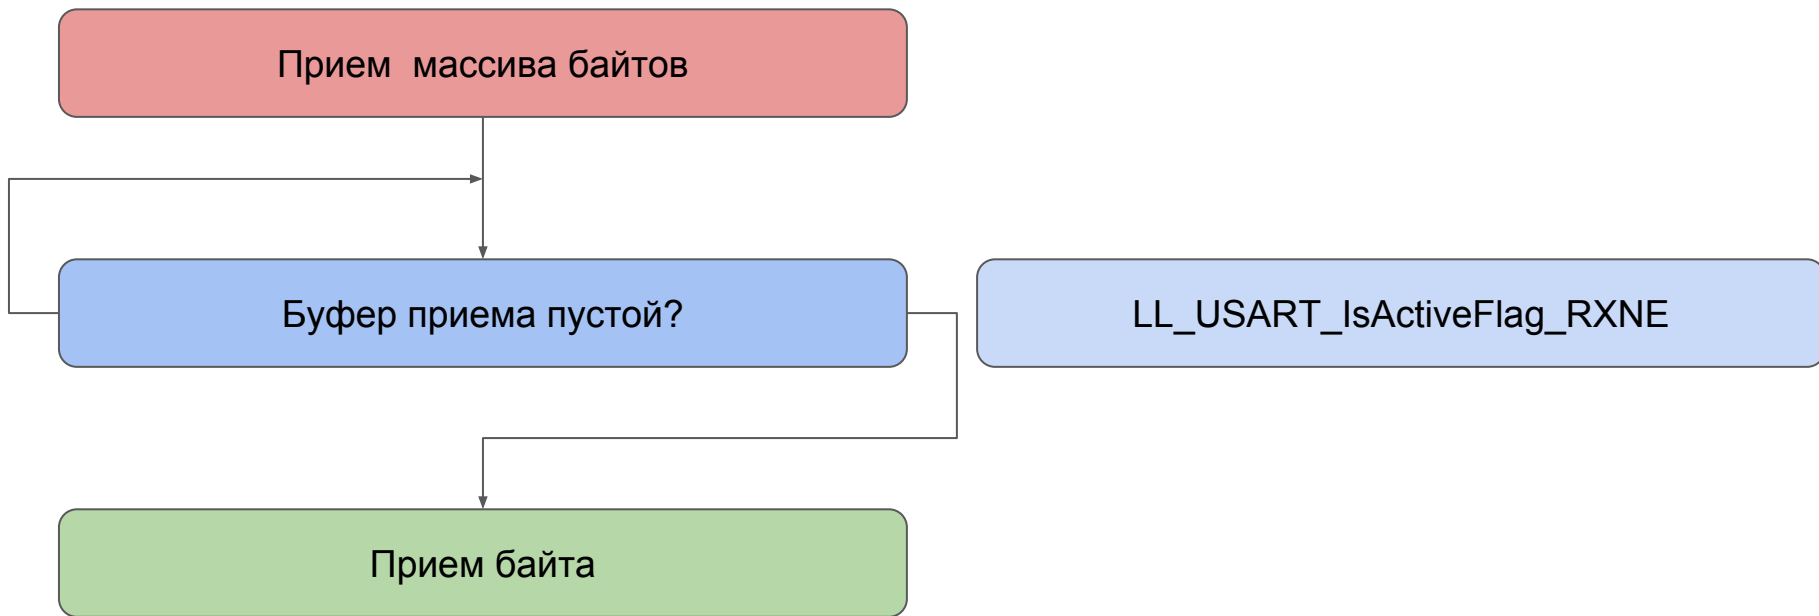 Прием  массива байтов
Буфер приема пустой?
LL_USART_IsActiveFlag_RXNE
Прием байта